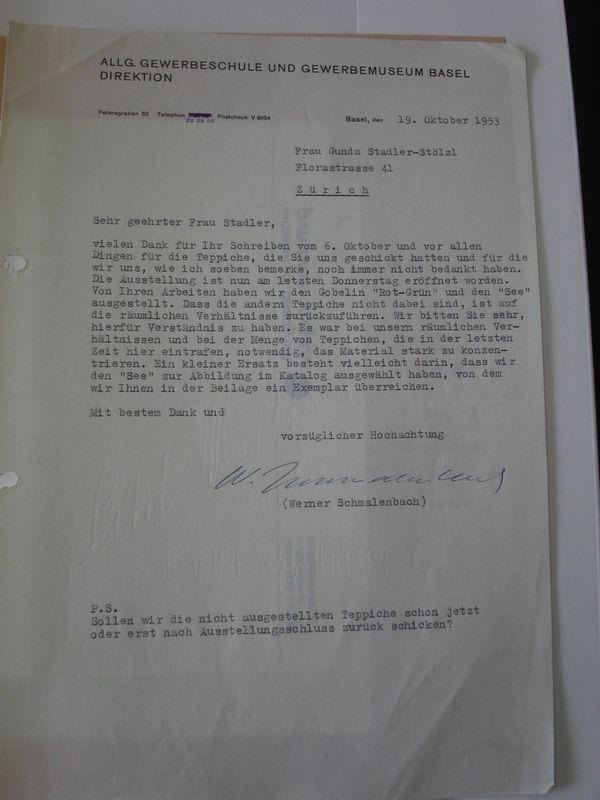 ALLG. GEWERBESCHULE UND GEWERBEMUSEUM BASEL
DIREKTION
Petersgraben 52 Telephon Postcheck V 8964
Basel, den 19. Oktober 1953
Frau Gunda Stadler-Stölzl
Florastrasse 41
Zürich
Sehr geehrter Frau Stadler,
vielen Dank für Ihr Schreiben vom 6. Oktober und vor allen
Dingen für die Teppiche, die Sie uns geschickt hatten und für die
wir uns, wie ich soeben bemerke, noch immer nicht bedankt haben.
Die Ausstellung ist nun am letzten Donnerstag eröffnet worden.
Von Ihren Arbeiten haben wir den Gobelin "Rot-Grün" und den "See"
ausgestellt. Dass die andern Teppiche nicht dabei sind, ist auf
die räumlichen Verhältnisse zurückzuführen. Wir bitten Sie sehr,
hierfür Verständnis zu haben. Es war bei unsern räumlichen Ver-
hältnissen und bei der Menge von Teppichen, die in der letzten
Zeit hier eintrafen, notwendig, das Material stark zu konzen-
trieren. Ein kleiner Ersatz besteht vielleicht darin, dass wir
den "See" zur Abbildung im Katalog ausgewählt haben, von dem
wir Ihnen in der Beilage ein Exemplar überreichen.
Mit bestem Dank und
vorzüglicher Hochachtung
W. Schmalenbach
(Werner Schmalenbach)
P.S.
Sollen wir die nicht ausgestellten Teppiche schon jetzt
oder erst nach Ausstellungsschluss zurück schicken?